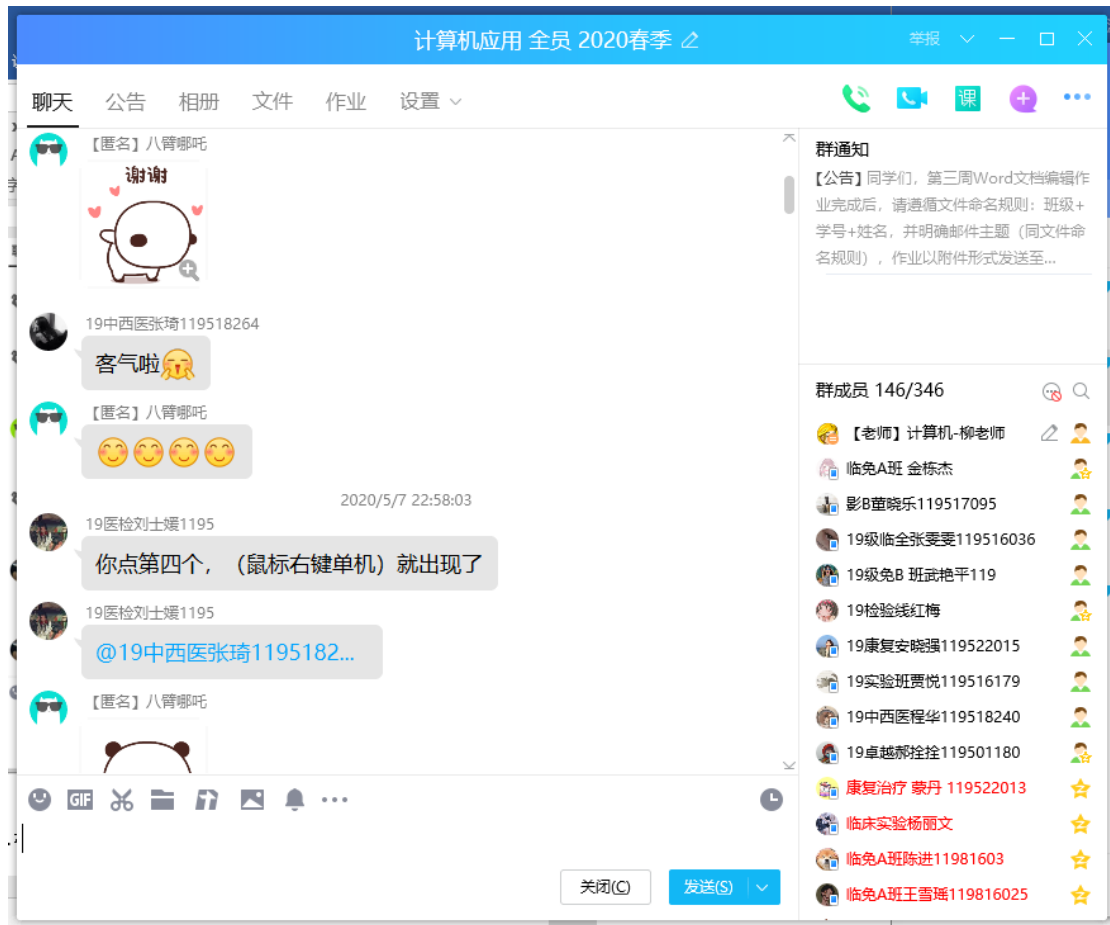 计算机应用 全员 2020春季
举报
聊天 公告 相册 文件 作业 设置
课
【匿名】八臂哪吒
谢谢
19中西医张琦119518264
客气啦
【匿名】八臂哪吒
2020/5/7 22:58:03
19医检刘士媛1195
你点第四个，（鼠标右键单机）就出现了
19医检刘士媛1195
@19中西医张琦1195182...
【匿名】八臂哪吒
GIF
关闭(C) 发送(S)
群通知
【公告】同学们，第三周Word文档编辑作
业完成后，请遵循文件命名规则：班级+
学号+姓名，并明确邮件主题（同文件命
名规则），作业以附件形式发送至...
群成员 146/346
【老师】计算机-柳老师
临免A班 金栋杰
影B董晓乐119517095
19级临全张雯雯119516036
19级免B 班武艳平119
19检验线红梅
19康复安晓强119522015
19实验班贾悦119516179
19中西医程华119518240
19卓越郝拴拴119501180
康复治疗 蒙丹 119522013
临床实验杨丽文
临免A班陈进11981603
临免A班王雪瑶119816025